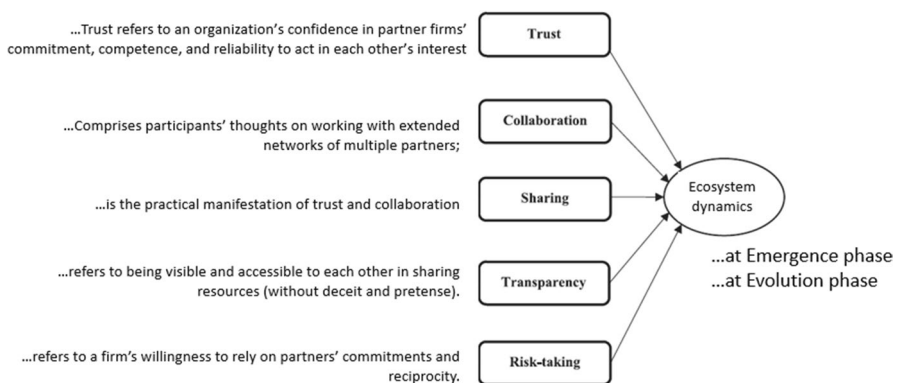 ...Trust refers to an organization's confidence in partner firms'
commitment, competence, and reliability to act in each other's interest
Trust
...Comprises participants' thoughts on working with extended
networks of multiple partners;
Collaboration
...is the practical manifestation of trust and collaboration
Sharing
Ecosystem
dynamics
...at Emergence phase
...at Evolution phase
...refers to being visible and accessible to each other in sharing
resources (without deceit and pretense).
Transparency
...refers to a firm's willingness to rely on partners' commitments and
reciprocity.
Risk-taking